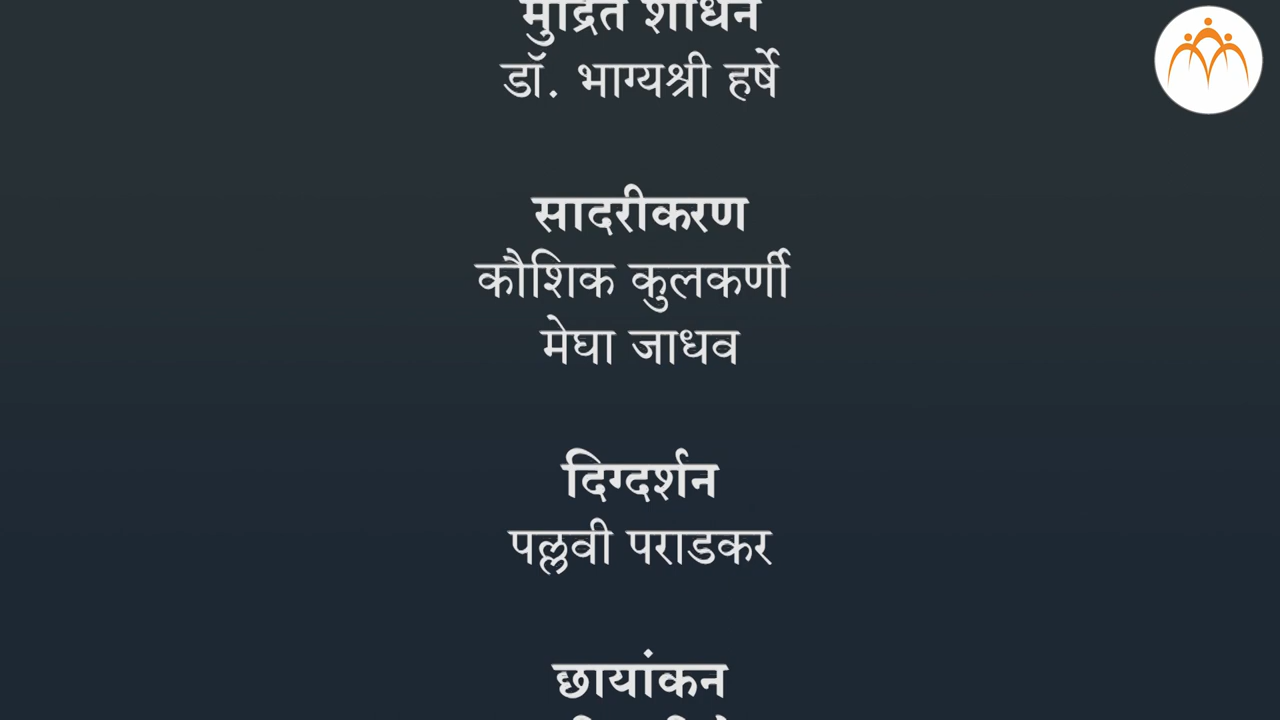 मुद्रित शोधन
डॉ. भाग्यश्री हर्षे
सादरीकरण
कौशिक कुलकर्णी
मेघा जाधव
दिग्दर्शन
पल्लवी पराडकर
छायांकन